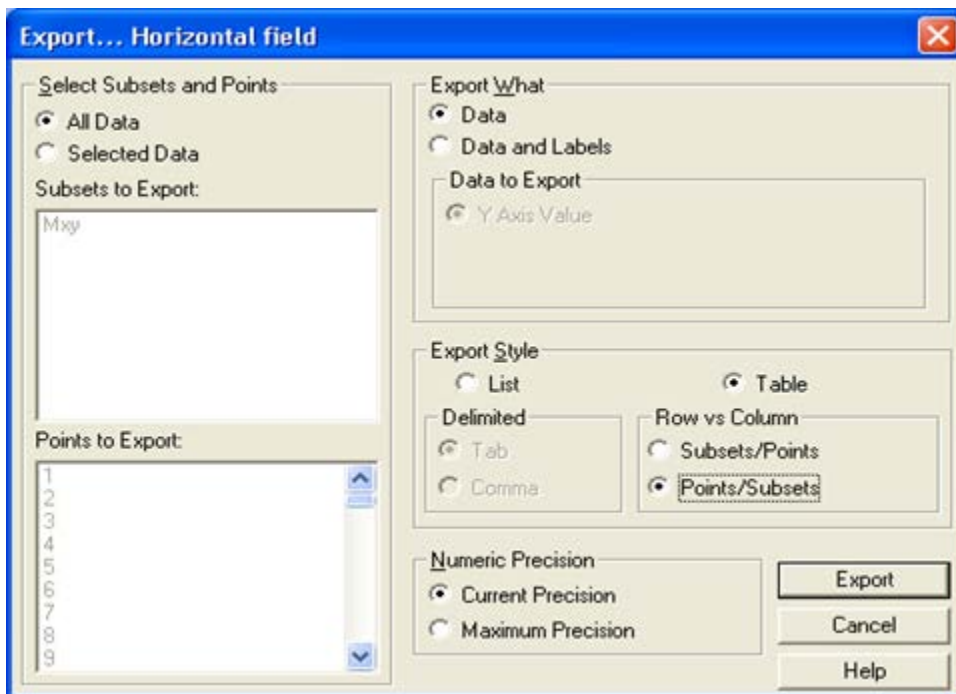 Export... Horizontal field
Select Subsets and Points
All Data
Selected Data
Subsets to Export:
Mxy
Points to Export:
1
2
3
4
5
6
7
8
9
Export What
Data
Data and Labels
Data to Export
Y Axis Value
Export Style
List
Table
Delimited
Tab
Comma
Row vs Column
Subsets/Points
Points/Subsets
Numeric Precision
Current Precision
Maximum Precision
Export
Cancel
Help